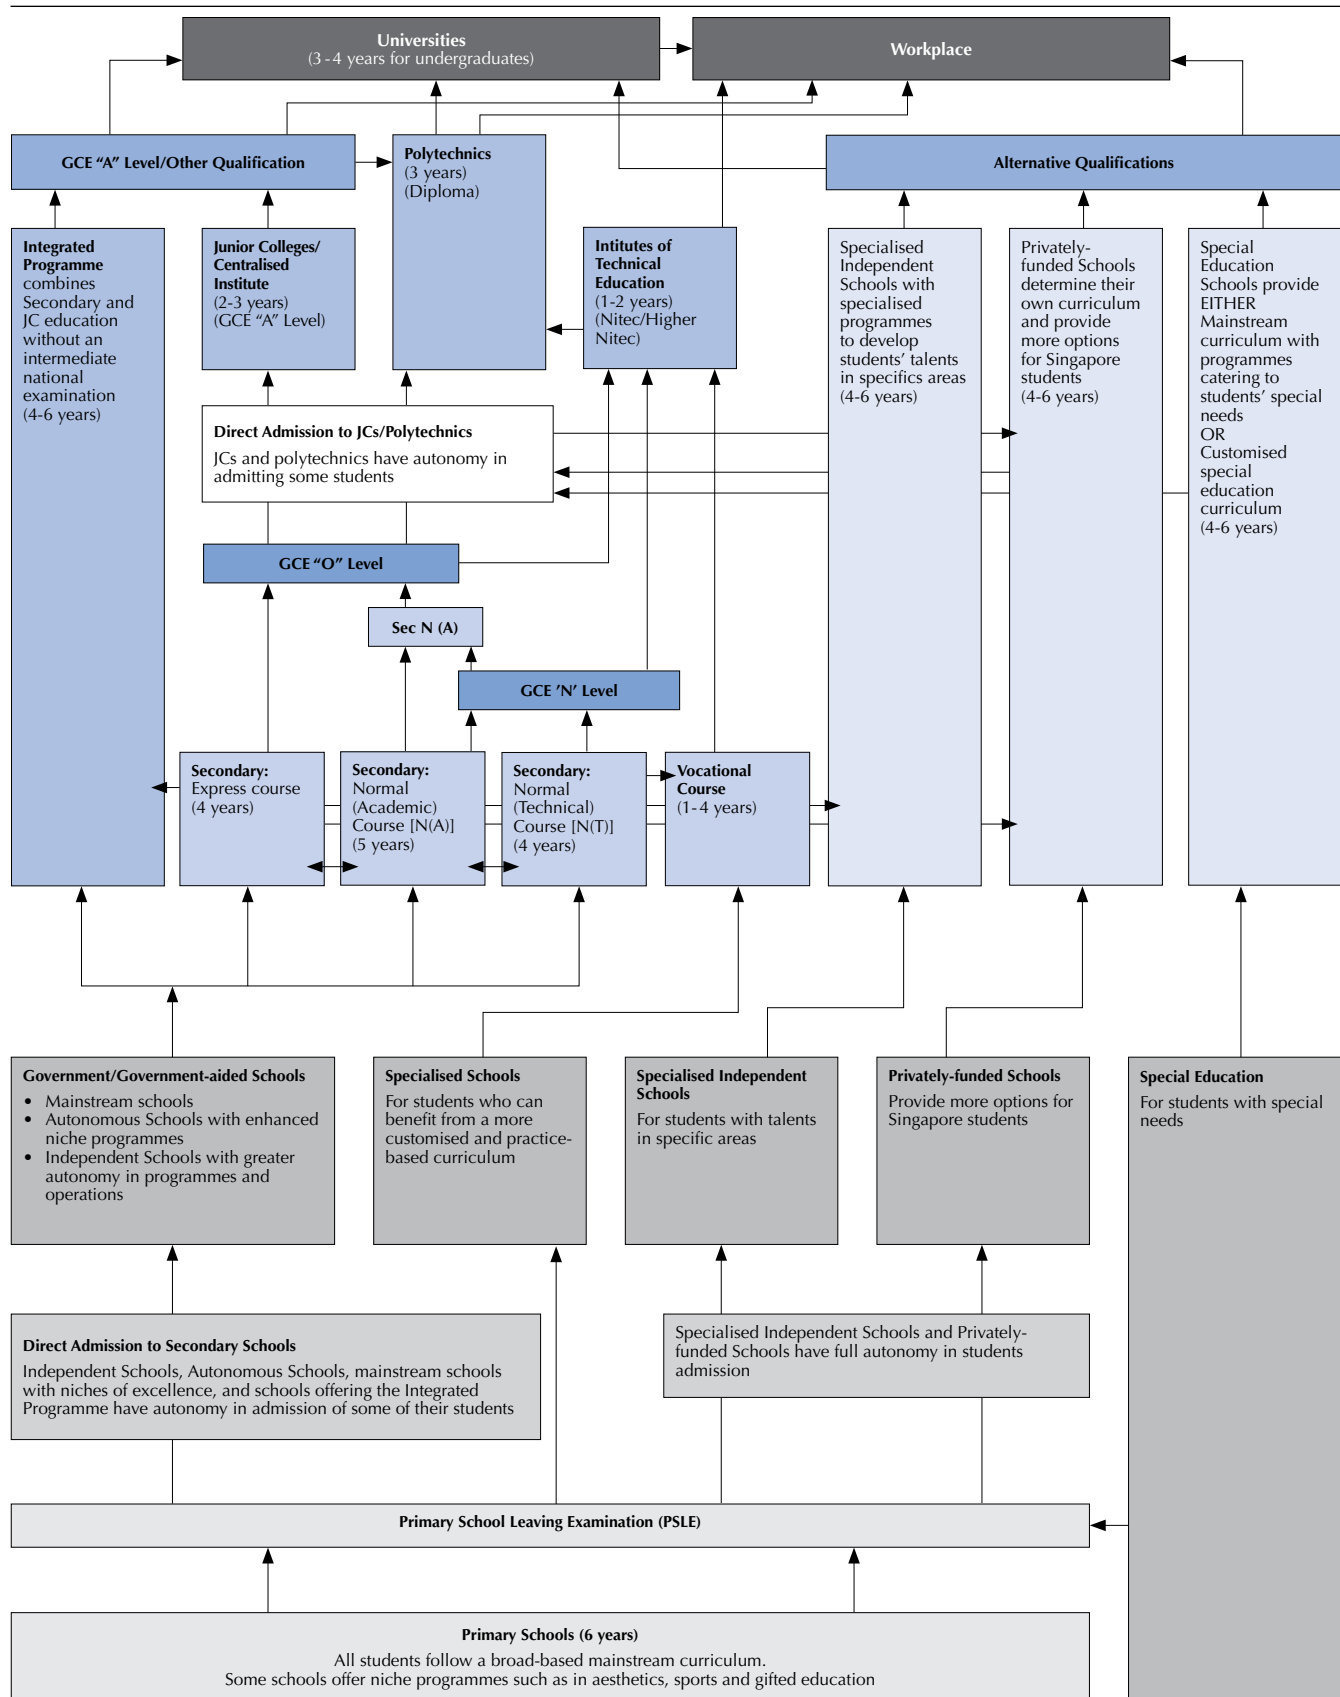 Universities
(3-4 years for undergraduates)
Workplace
GCE “A” Level/Other Qualification
Polytechnics
(3 years)
(Diploma)
Alternative Qualifications
Integrated
Programme
combines
Secondary and
JC education
without an
intermediate
national
examination
(4-6 years)
Junior Colleges/
Centralised
Institute
(2-3 years)
(GCE “A” Level)
Intitutes of
Technical
Education
(1-2 years)
(Nitec/Higher
Nitec)
Specialised
Independent
Schools with
specialised
programmes
to develop
students’ talents
in specifics areas
(4-6 years)
Privately-
funded Schools
determine their
own curriculum
and provide
more options
for Singapore
students
(4-6 years)
Special
Education
Schools provide
EITHER
Mainstream
curriculum with
programmes
catering to
students’ special
needs
OR
Customised
special
education
curriculum
(4-6 years)
Direct Admission to JCs/Polytechnics
JCs and polytechnics have autonomy in
admitting some students
GCE “O” Level
Sec N (A)
GCE ’N’ Level
Secondary:
Express course
(4 years)
Secondary:
Normal
(Academic)
Course [N(A)]
(5 years)
Secondary:
Normal
(Technical)
Course [N(T)]
(4 years)
Vocational
Course
(1-4 years)
Government/Government-aided Schools
• Mainstream schools
• Autonomous Schools with enhanced
niche programmes
• Independent Schools with greater
autonomy in programmes and
operations
Specialised Schools
For students who can
benefit from a more
customised and practice-
based curriculum
Specialised Independent
Schools
For students with talents
in specific areas
Privately-funded Schools
Provide more options for
Singapore students
Special Education
For students with special
needs
Direct Admission to Secondary Schools
Independent Schools, Autonomous Schools, mainstream schools
with niches of excellence, and schools offering the Integrated
Programme have autonomy in admission of some of their students
Specialised Independent Schools and Privately-
funded Schools have full autonomy in students
admission
Primary School Leaving Examination (PSLE)
Primary Schools (6 years)
All students follow a broad-based mainstream curriculum.
Some schools offer niche programmes such as in aesthetics, sports and gifted education